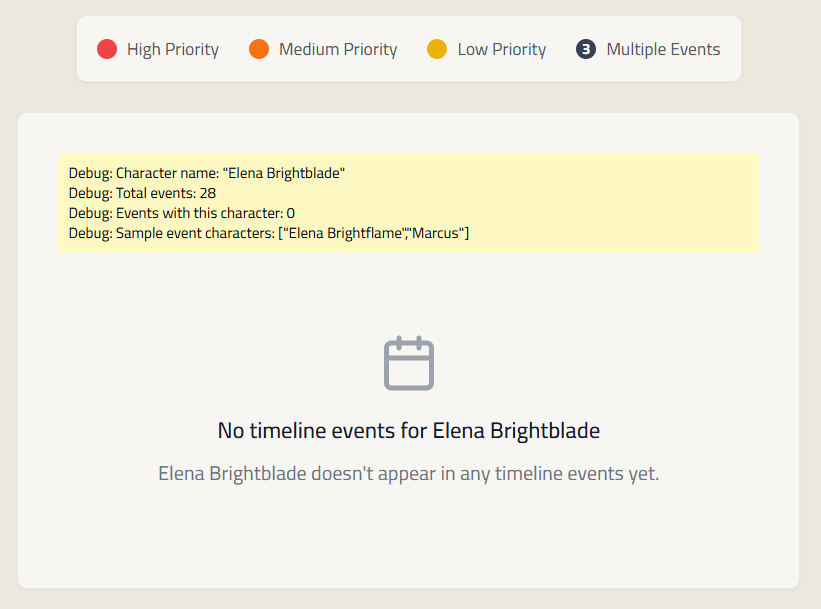 High Priority Medium Priority Low Priority 3 Multiple Events
Debug: Character name: "Elena Brightblade"
Debug: Total events: 28
Debug: Events with this character: 0
Debug: Sample event characters: ["Elena Brightflame","Marcus"]
No timeline events for Elena Brightblade
Elena Brightblade doesn't appear in any timeline events yet.